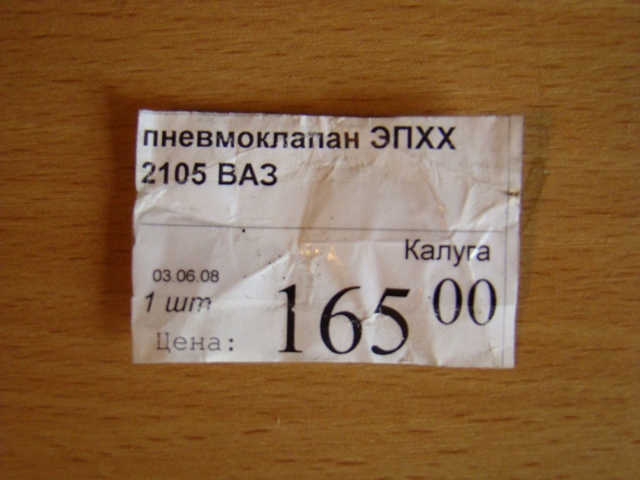 пневмоклапан ЭПХХ
2105 ВАЗ
Калуга
03.06.08
1 шт
Цена: 165 00